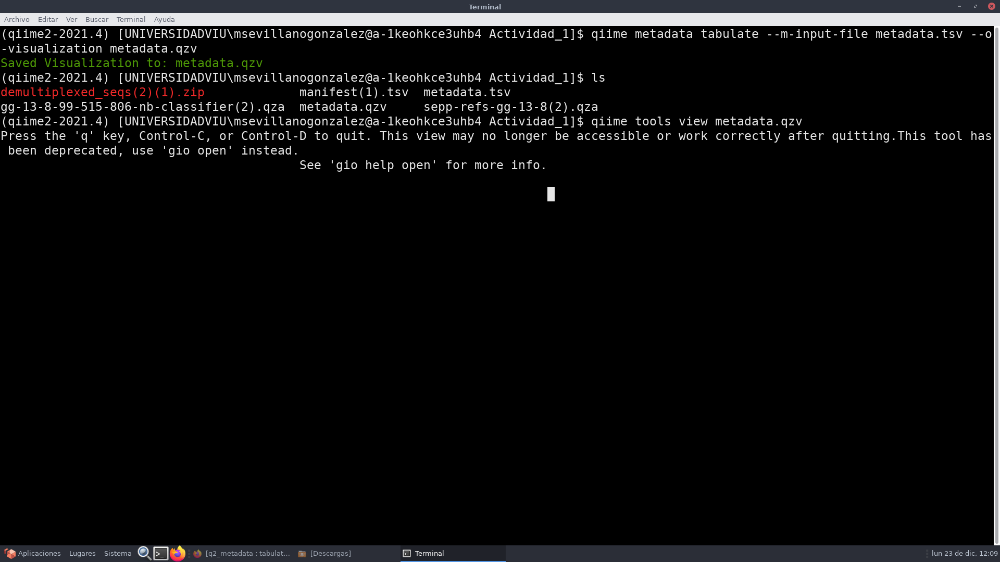 Terminal
Archivo Editar Ver Buscar Terminal Ayuda
(qiime2-2021.4) [UNIVERSIDADVIU\msevillanogonzalez@a-1keohkce3uhb4 Actividad_1]$ qiime metadata tabulate --m-input-file metadata.tsv --o
-visualization metadata.qzv
Saved Visualization to: metadata.qzv
(qiime2-2021.4) [UNIVERSIDADVIU\msevillanogonzalez@a-1keohkce3uhb4 Actividad_1]$ ls
demultiplexed_seqs(2)(1).zip manifest(1).tsv metadata.tsv
gg-13-8-99-515-806-nb-classifier(2).qza metadata.qzv sepp-refs-gg-13-8(2).qza
(qiime2-2021.4) [UNIVERSIDADVIU\msevillanogonzalez@a-1keohkce3uhb4 Actividad_1]$ qiime tools view metadata.qzv
Press the 'q' key, Control-C, or Control-D to quit. This view may no longer be accessible or work correctly after quitting.This tool has
been deprecated, use 'gio open' instead.
See 'gio help open' for more info.
Aplicaciones Lugares Sistema [q2_metadata : tabulat... [Descargas] Terminal lun 23 de dic, 12:09